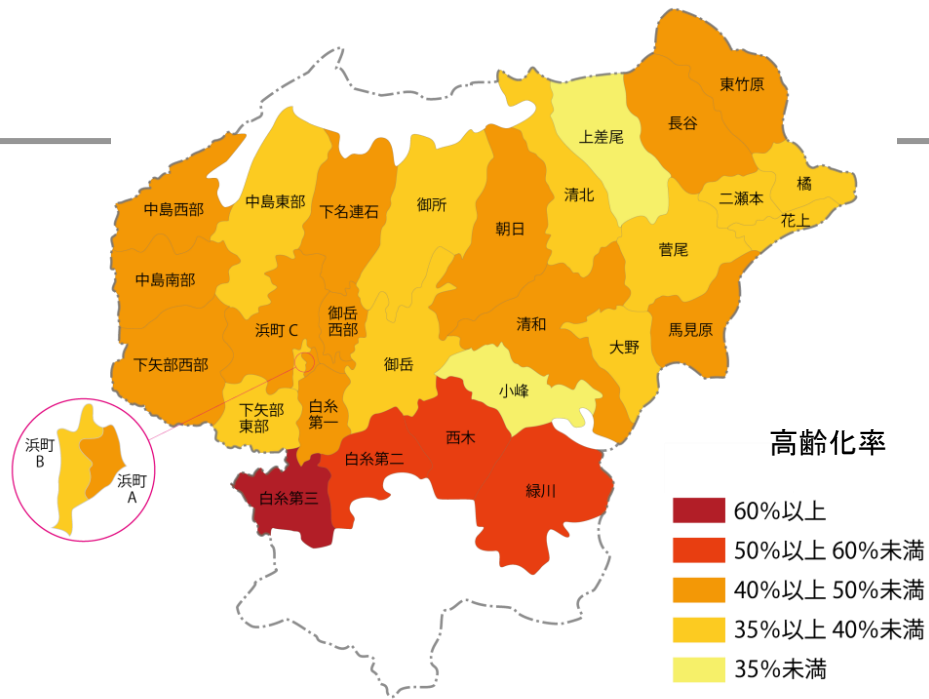 東竹原
長谷
上差尾
橘
二瀬本
花上
清北
中島東部
中島西部
下名連石
御所
朝日
菅尾
中島南部
浜町 C
御岳
西部
清和
馬見原
大野
下矢部西部
御岳
小峰
下矢部
東部
白糸
第一
西木
白糸第二
緑川
白糸第三
浜町
B
浜町
A
高齢化率
60%以上
50%以上 60%未満
40%以上 50%未満
35%以上 40%未満
35%未満